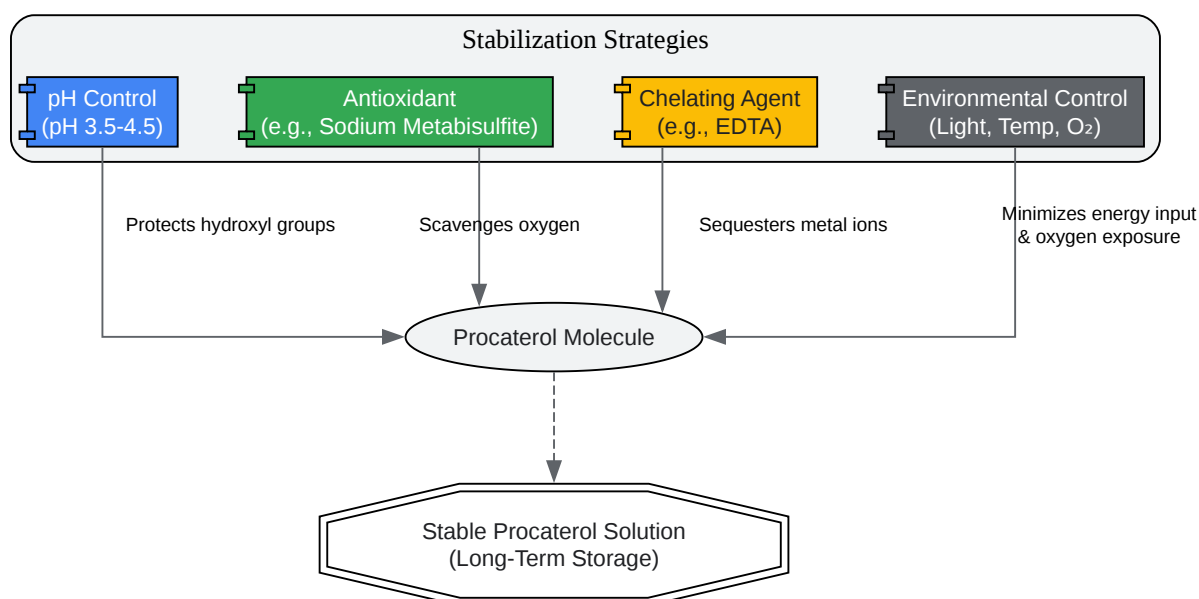 Stabilization Strategies
pH Control
(pH 3.5-4.5)
Antioxidant
(e.g., Sodium Metabisulfite)
Chelating Agent
(e.g., EDTA)
Environmental Control
(Light, Temp, O₂)
Protects hydroxyl groups
Scavenges oxygen
Sequesters metal ions
Minimizes energy input
& oxygen exposure
Procaterol Molecule
Stable Procaterol Solution
(Long-Term Storage)